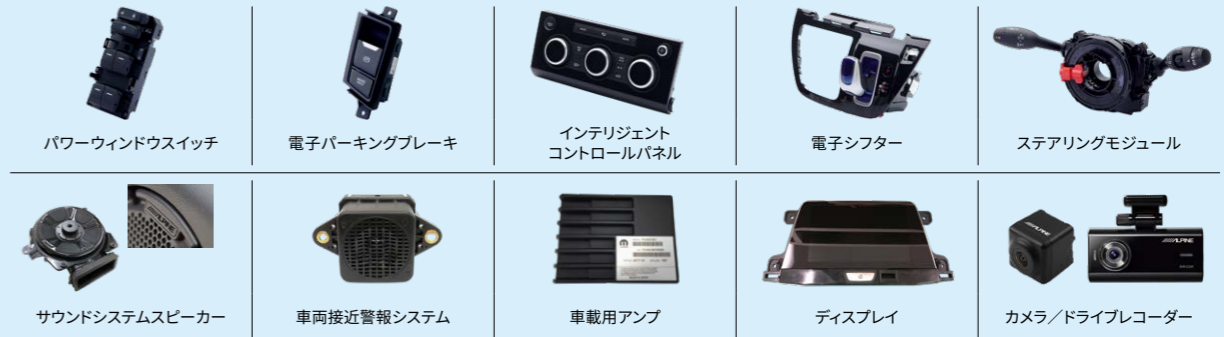 パワーウィンドウスイッチ
電子パーキングブレーキ
インテリジェント
コントロールパネル
電子シフター
ステアリングモジュール
サウンドシステムスピーカー
車両接近警報システム
車載用アンプ
ディスプレイ
ALPINE
ALPINE
カメラ／ドライブレコーダー